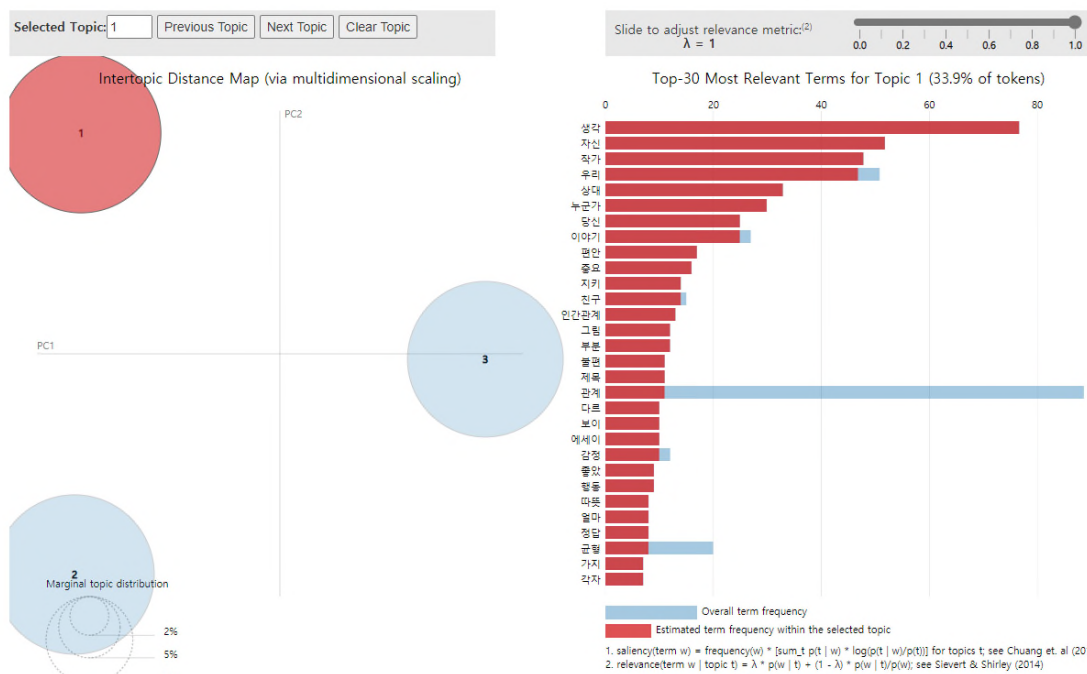 Selected Topic: 1 Previous Topic Next Topic Clear Topic
Slide to adjust relevance metric:(2)
λ = 1
0.0 0.2 0.4 0.6 0.8 1.0
Intertopic Distance Map (via multidimensional scaling)
PC2
PC1
1
3
2
Marginal topic distribution
2%
5%
Top-30 Most Relevant Terms for Topic 1 (33.9% of tokens)
0 20 40 60 80
생각
자신
작가
우리
상대
누군가
당신
이야기
편안
중요
지키
친구
인간관계
그림
부분
불편
제목
관계
다르
보이
에세이
감정
좋았
행동
따뜻
얼마
정답
균형
가지
각자
Overall term frequency
Estimated term frequency within the selected topic
1. saliency(term w) = frequency(w) * [sum_t p(t | w) * log(p(t | w)/p(t))] for topics t; see Chuang et. al (20
2. relevance(term w | topic t) = λ * p(w | t) + (1 - λ) * p(w | t)/p(w); see Sievert & Shirley (2014)